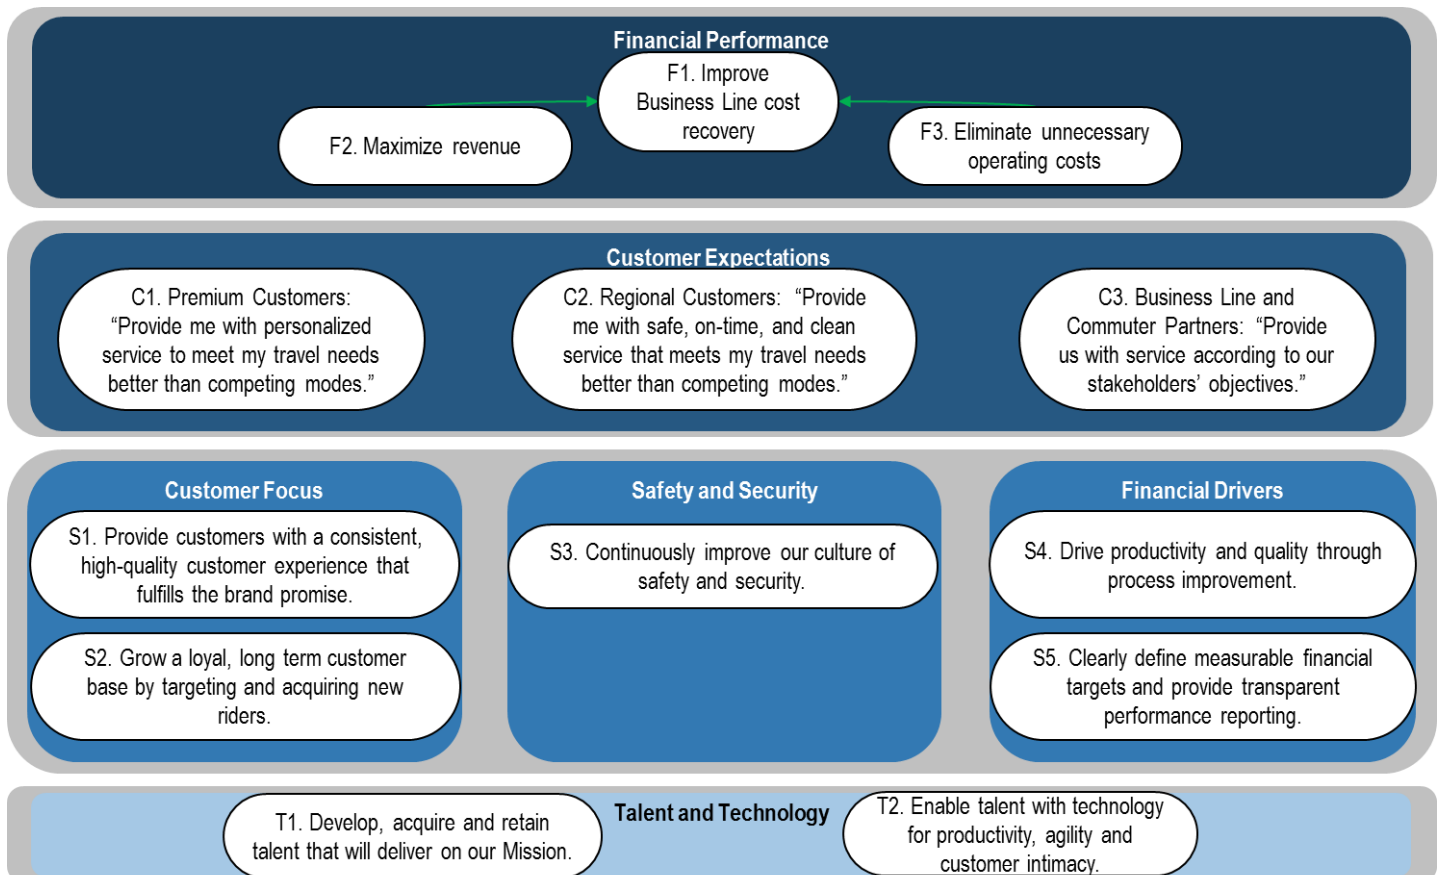 Financial Performance
F1. Improve
Business Line cost
recovery
F2. Maximize revenue
F3. Eliminate unnecessary
operating costs
Customer Expectations
C1. Premium Customers:
“Provide me with personalized
service to meet my travel needs
better than competing modes.”
C2. Regional Customers: “Provide
me with safe, on-time, and clean
service that meets my travel needs
better than competing modes.”
C3. Business Line and
Commuter Partners: “Provide
us with service according to our
stakeholders’ objectives.”
Customer Focus
S1. Provide customers with a consistent,
high-quality customer experience that
fulfills the brand promise.
S2. Grow a loyal, long term customer
base by targeting and acquiring new
riders.
Safety and Security
S3. Continuously improve our culture of
safety and security.
Financial Drivers
S4. Drive productivity and quality through
process improvement.
S5. Clearly define measurable financial
targets and provide transparent
performance reporting.
Talent and Technology
T1. Develop, acquire and retain
talent that will deliver on our Mission.
T2. Enable talent with technology
for productivity, agility and
customer intimacy.